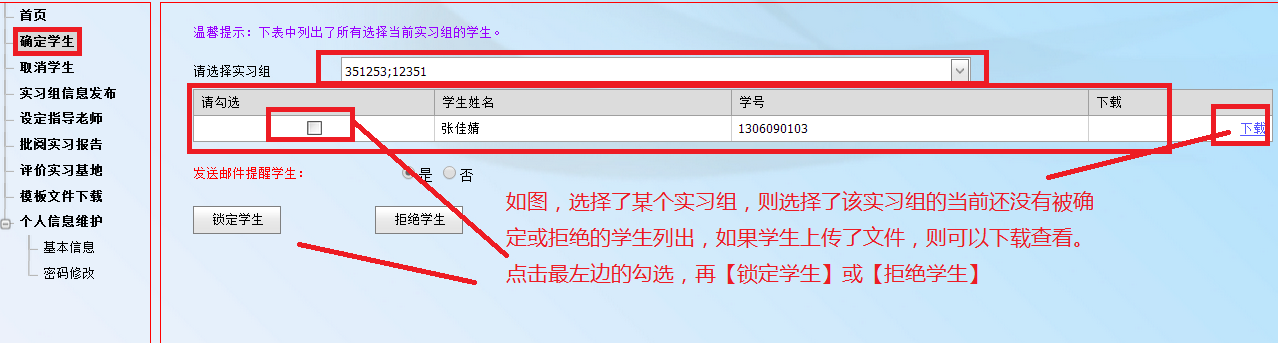 首页
确定学生
取消学生
实习组信息发布
设定指导老师
批阅实习报告
评价实习基地
模板文件下载
个人信息维护
基本信息
密码修改
温馨提示：下表中列出了所有选择当前实习组的学生。
请选择实习组 351253;12351
请勾选 学生姓名 学号 下载
张佳婧 1306090103 下载
发送邮件提醒学生： 是 否
锁定学生 拒绝学生
如图，选择了某个实习组，则选择了该实习组的当前还没有被确
定或拒绝的学生列出，如果学生上传了文件，则可以下载查看。
点击最左边的勾选，再【锁定学生】或【拒绝学生】